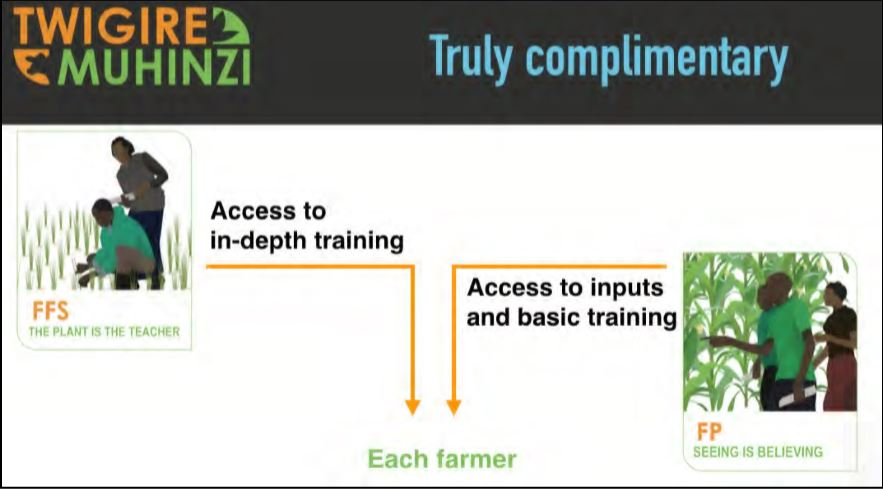 TWIGIRE
MUHINZI
Truly complimentary
Access to
in-depth training
FFS
THE PLANT IS THE TEACHER
Access to inputs
and basic training
FP
SEEING IS BELIEVING
Each farmer